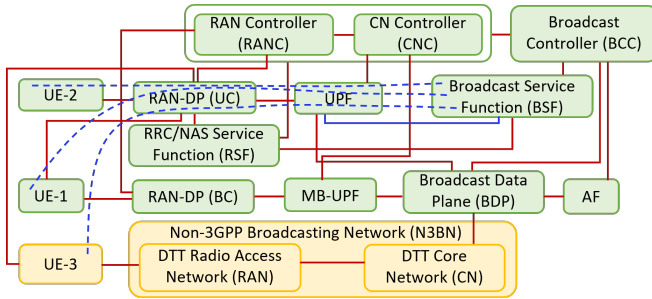 RAN Controller
(RANC)
CN Controller
(CNC)
Broadcast
Controller (BCC)
UE-2
RAN-DP (UC)
UPF
Broadcast Service
Function (BSF)
RRC/NAS Service
Function (RSF)
UE-1
RAN-DP (BC)
MB-UPF
Broadcast Data
Plane (BDP)
AF
Non-3GPP Broadcasting Network (N3BN)
UE-3
DTT Radio Access
Network (RAN)
DTT Core
Network (CN)